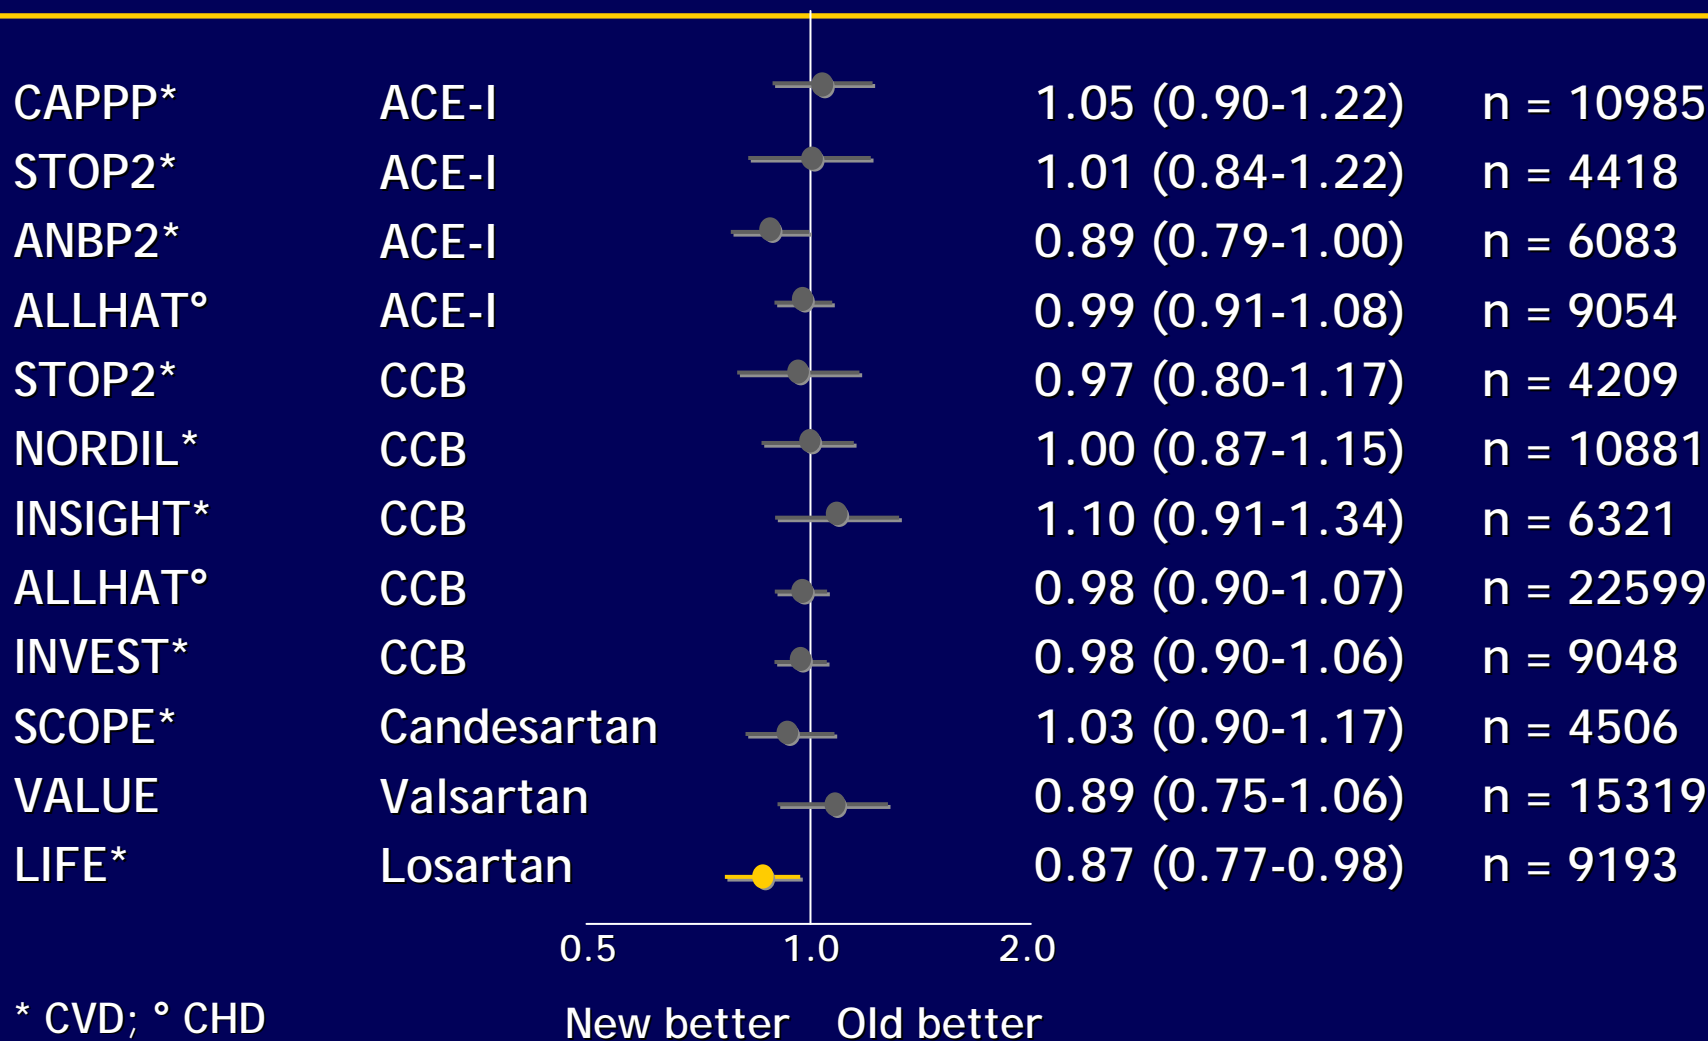 CAPPP* ACE-I 1.05 (0.90-1.22) n = 10985
STOP2* ACE-I 1.01 (0.84-1.22) n = 4418
ANBP2* ACE-I 0.89 (0.79-1.00) n = 6083
ALLHAT° ACE-I 0.99 (0.91-1.08) n = 9054
STOP2* CCB 0.97 (0.80-1.17) n = 4209
NORDIL* CCB 1.00 (0.87-1.15) n = 10881
INSIGHT* CCB 1.10 (0.91-1.34) n = 6321
ALLHAT° CCB 0.98 (0.90-1.07) n = 22599
INVEST* CCB 0.98 (0.90-1.06) n = 9048
SCOPE* Candesartan 1.03 (0.90-1.17) n = 4506
VALUE Valsartan 0.89 (0.75-1.06) n = 15319
LIFE* Losartan 0.87 (0.77-0.98) n = 9193
0.5 1.0 2.0
* CVD; ° CHD New better Old better